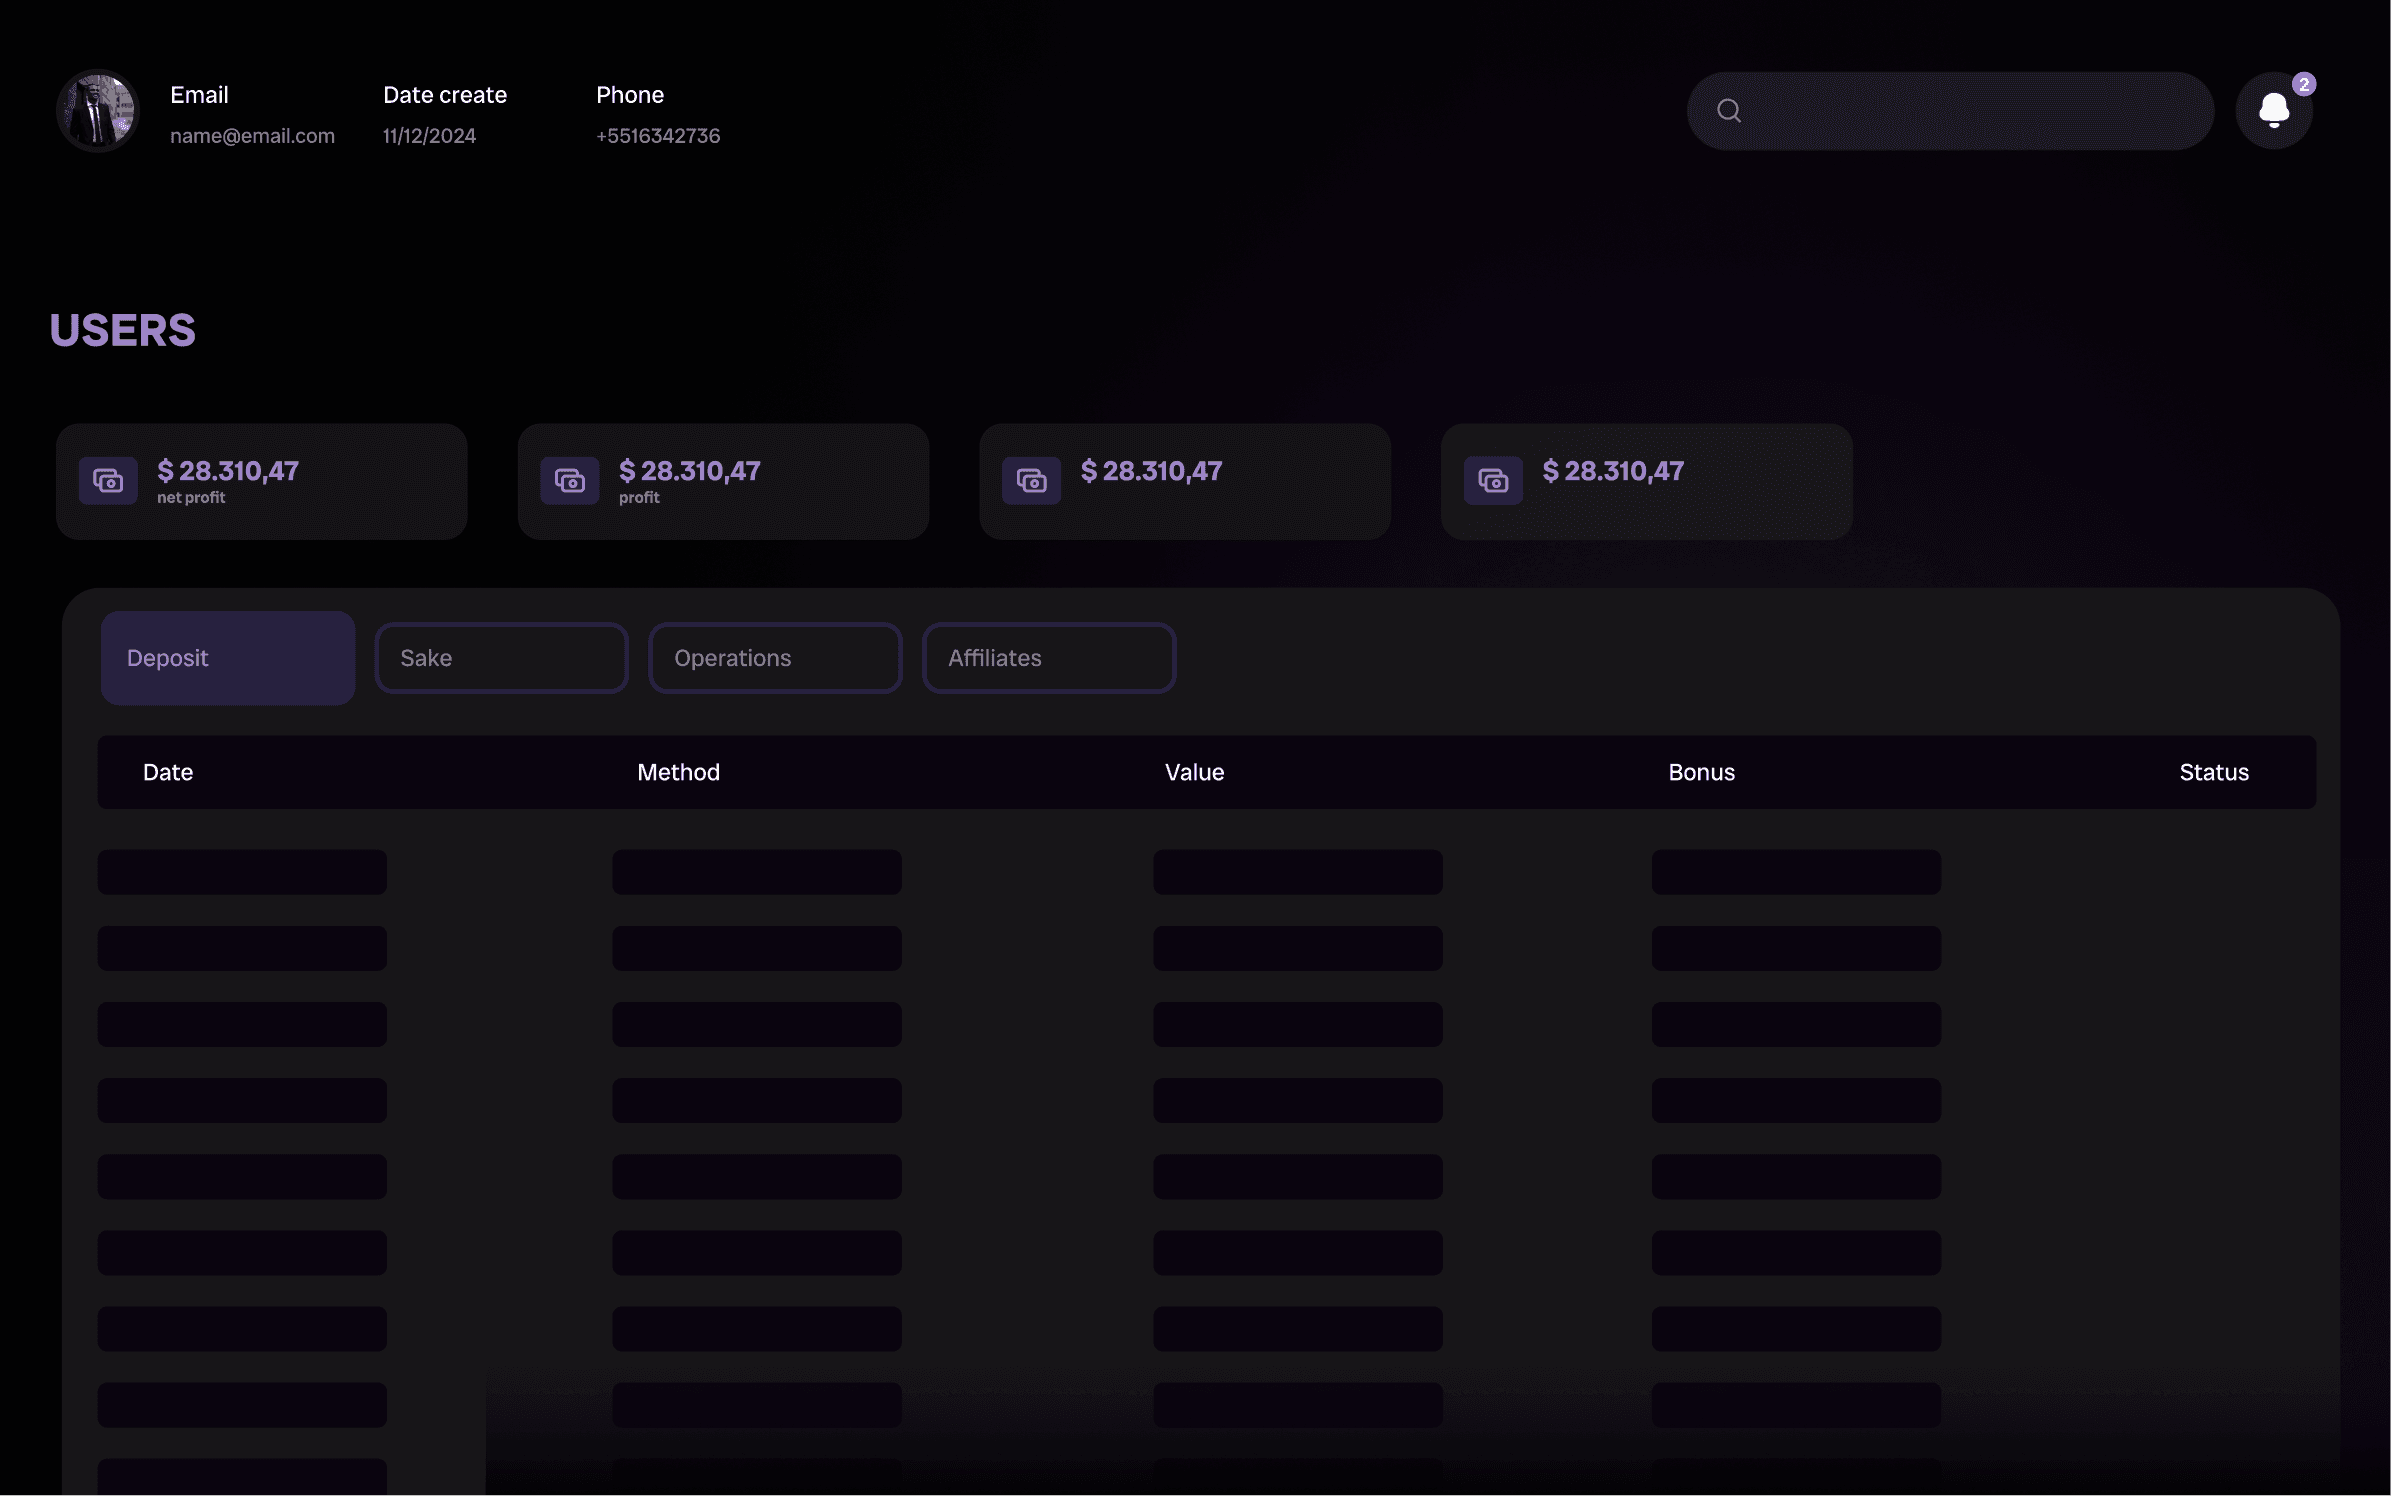 Email
Date create
Phone
name@email.com
11/12/2024
+5516342736
2
USERS
$ 28.310,47
net profit
$ 28.310,47
profit
$ 28.310,47
$ 28.310,47
Deposit
Sake
Operations
Affiliates
Date
Method
Value
Bonus
Status